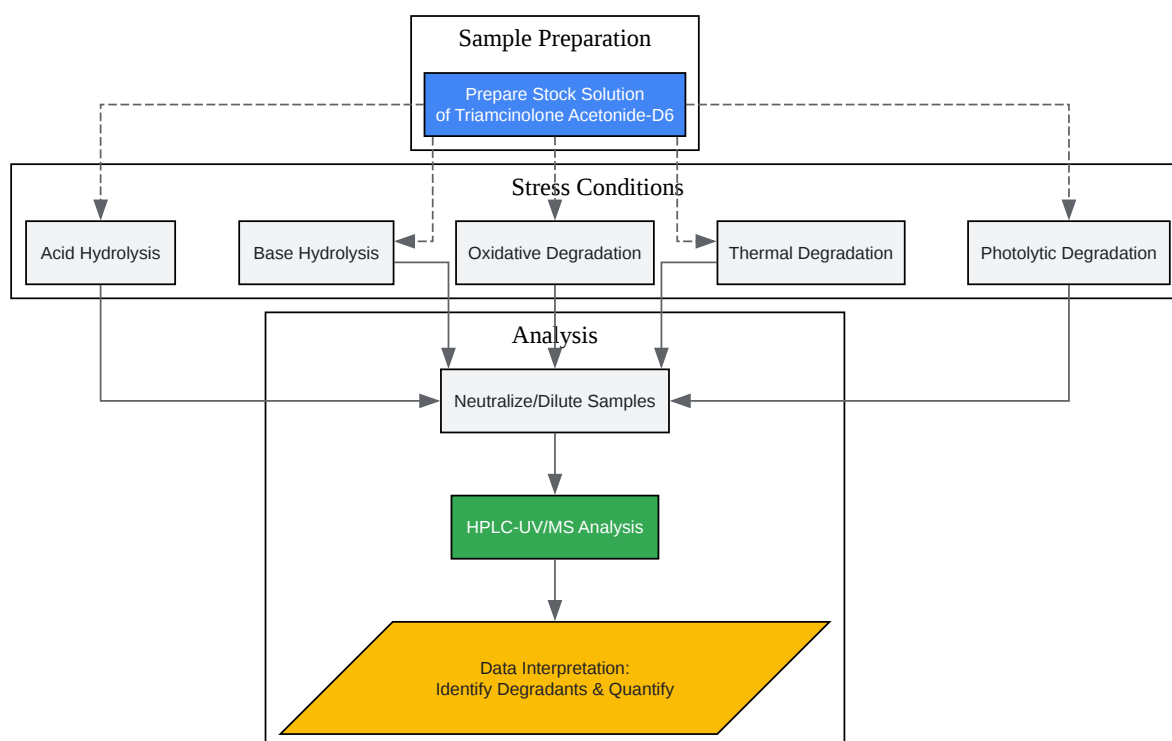 Sample Preparation
Prepare Stock Solution
of Triamcinolone Acetonide-D6
Stress Conditions
Acid Hydrolysis
Base Hydrolysis
Oxidative Degradation
Thermal Degradation
Photolytic Degradation
Analysis
Neutralize/Dilute Samples
HPLC-UV/MS Analysis
Data Interpretation:
Identify Degradants & Quantify